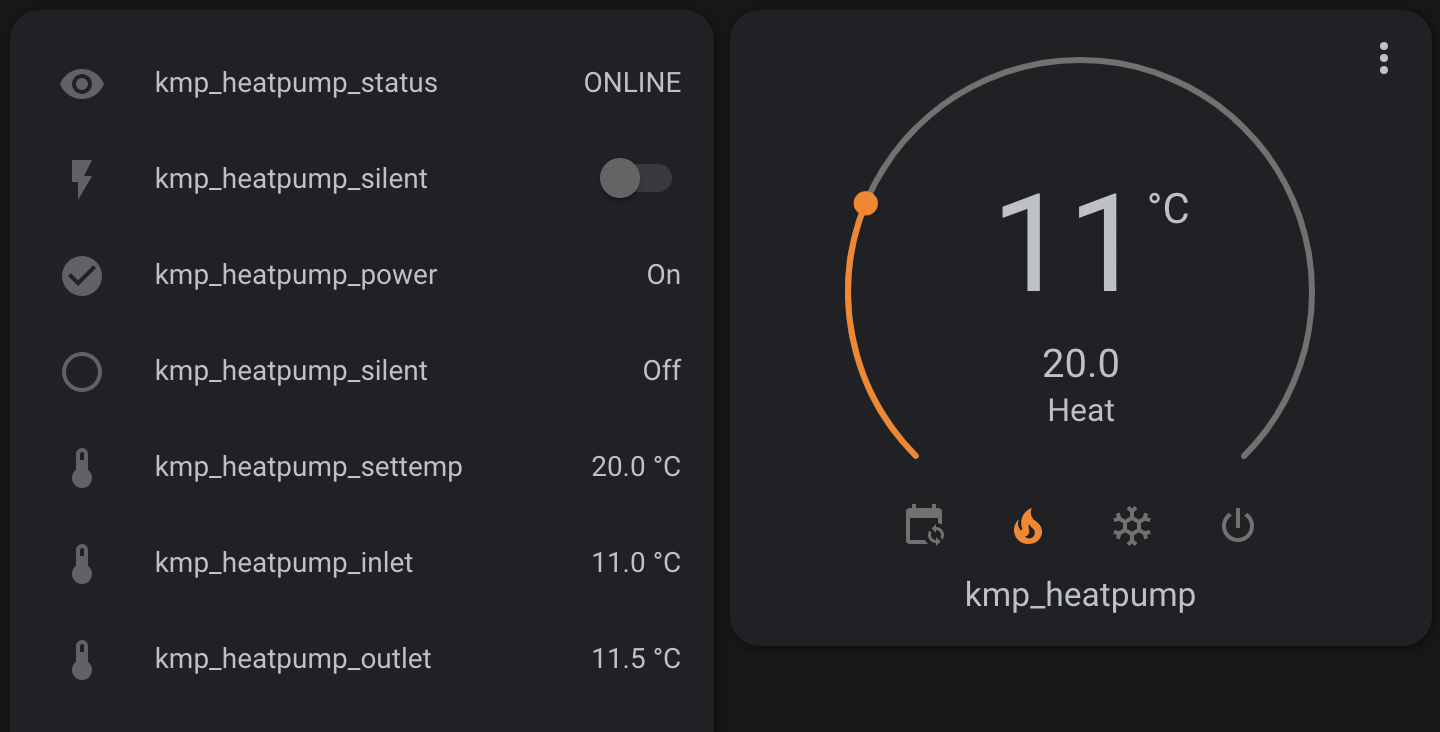 kmp_heatpump_status ONLINE
kmp_heatpump_silent
kmp_heatpump_power On
kmp_heatpump_silent Off
kmp_heatpump_settemp 20.0 °C
kmp_heatpump_inlet 11.0 °C
kmp_heatpump_outlet 11.5 °C
11 °C
20.0
Heat
kmp_heatpump